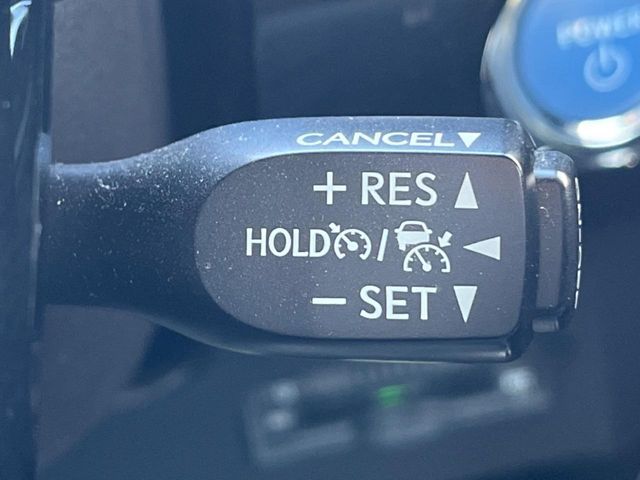 POWER
CANCEL▼
+ RES ▲
HOLD / ◀
− SET ▼